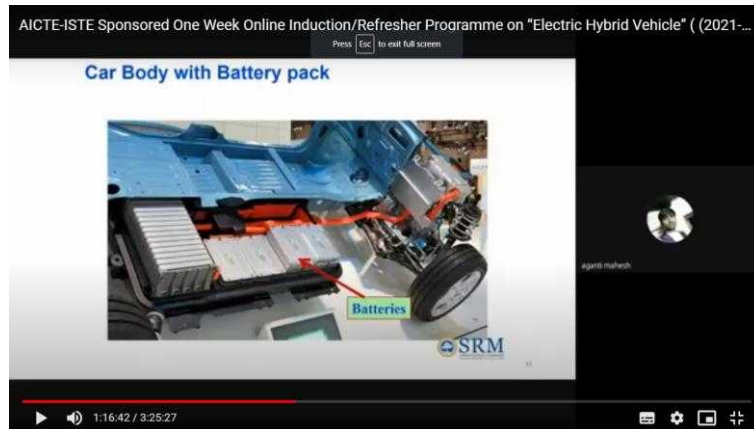 AICTE-ISTE Sponsored One Week Online Induction/Refresher Programme on “Electric Hybrid Vehicle” ( (2021-...
Press Esc to exit full screen
Car Body with Battery pack
Batteries
SRM
aganti mahesh
1:16:42 / 3:25:27